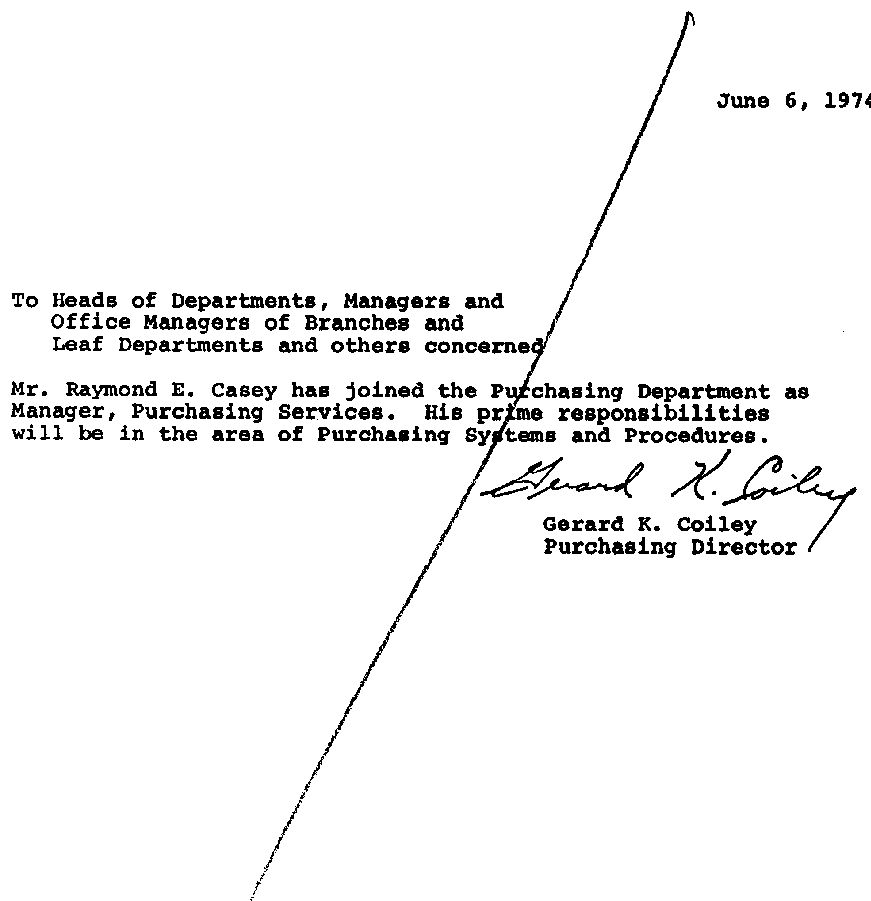 June 6, 1974
To Heads of Departments, Managers and
Office Managers of Branches and
Leaf Departments and others concerned
Mr. Raymond E. Casey has joined the Purchasing Department as
Manager, Purchasing Services. His prime responsibilities
will be in the area of Purchasing Systems and Procedures.
Gerard K. Coiley
Gerard K. Coiley
Purchasing Director